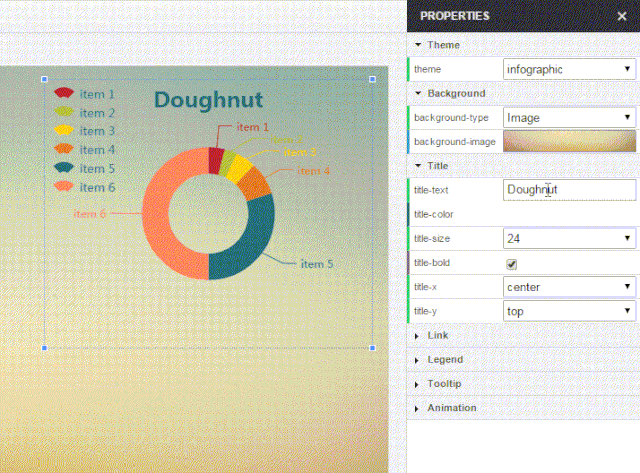 PROPERTIES
Theme
theme
infographic
Background
background-type
Image
background-image
Title
title-text
Doughnut
title-color
title-size
24
title-bold
title-x
center
title-y
top
Link
Legend
Tooltip
Animation
Doughnut
item 1
item 2
item 3
item 4
item 5
item 6
item 1
item 3
item 4
item 5
item 6